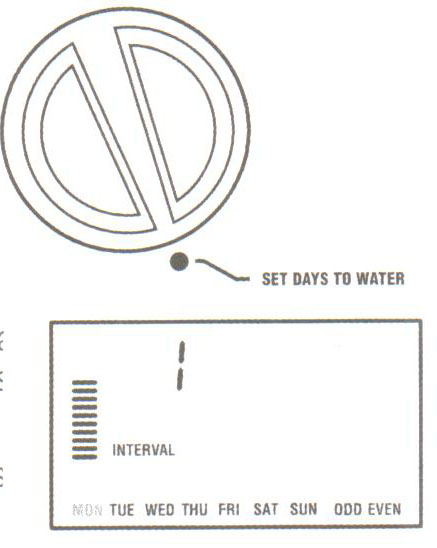 SET DAYS TO WATER
1
INTERVAL
MON TUE WED THU FRI SAT SUN ODD EVEN